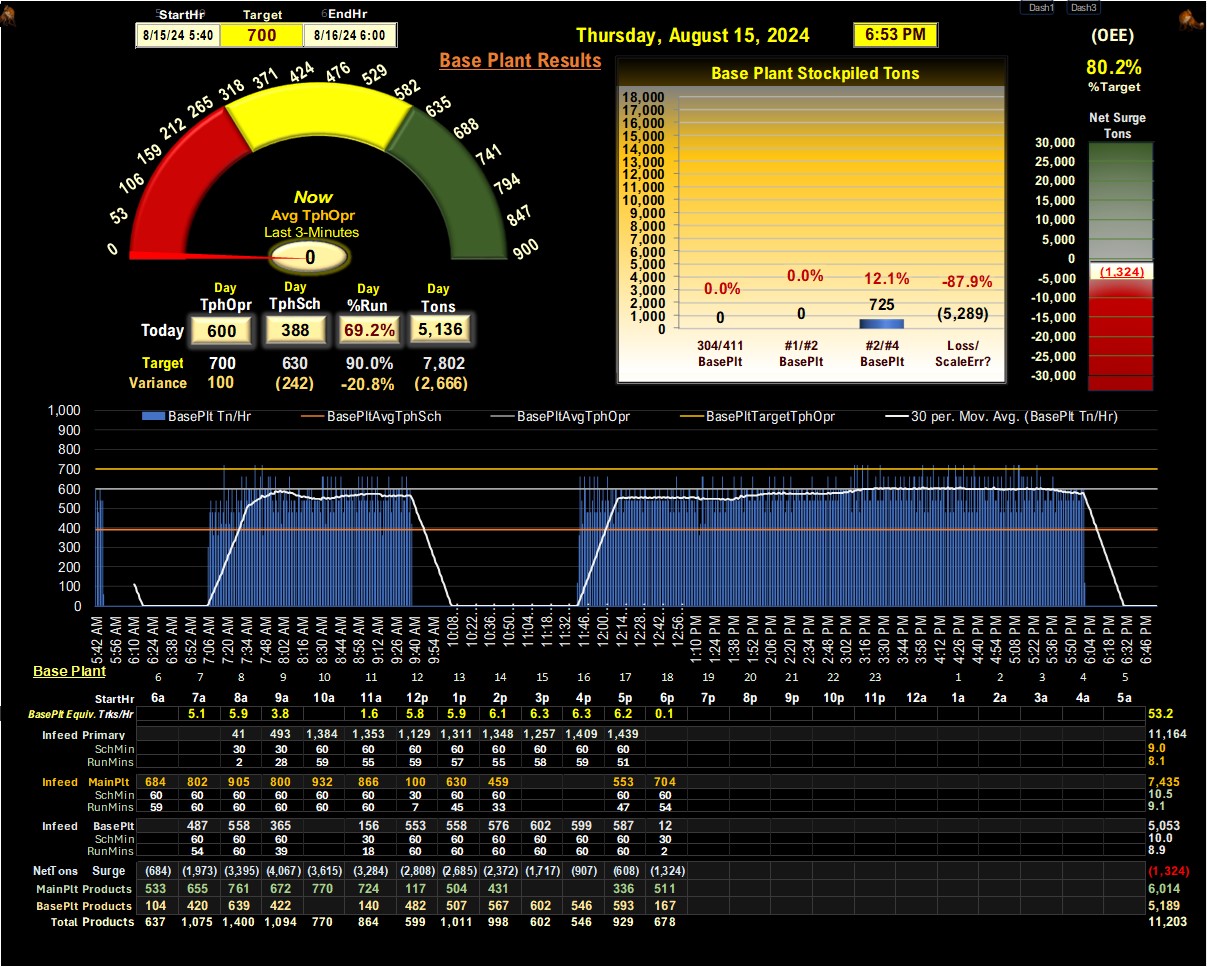 StartHr Target EndHr
8/15/24 5:40 700 8/16/24 6:00
Thursday, August 15, 2024 6:53 PM
Dash1 Dash3
Base Plant Results
(OEE)
80.2%
%Target
Net Surge
Tons
30,000
25,000
20,000
15,000
10,000
5,000
0
-5,000
-10,000
-15,000
-20,000
-25,000
-30,000
(1,324)
0 53 106 159 212 265 318 371 424 476 529 582 635 688 741 794 847 900
Now
Avg TphOpr
Last 3-Minutes
0
Day Day Day Day
TphOpr TphSch %Run Tons
Today 600 388 69.2% 5,136
Target 700 630 90.0% 7,802
Variance 100 (242) -20.8% (2,666)
Base Plant Stockpiled Tons
18,000
17,000
16,000
15,000
14,000
13,000
12,000
11,000
10,000
9,000
8,000
7,000
6,000
5,000
4,000
3,000
2,000
1,000
0
0.0% 0.0% 12.1% -87.9%
0 0 725 (5,289)
304/411 #1/#2 #2/#4 Loss/
BasePlt BasePlt BasePlt ScaleErr?
BasePlt Tn/Hr BasePltAvgTphSch BasePltAvgTphOpr BasePltTargetTphOpr 30 per. Mov. Avg. (BasePlt Tn/Hr)
1,000
900
800
700
600
500
400
300
200
100
0
5:42 AM 5:56 AM 6:10 AM 6:24 AM 6:38 AM 6:52 AM 7:06 AM 7:20 AM 7:34 AM 7:48 AM 8:02 AM 8:16 AM 8:30 AM 8:44 AM 8:58 AM 9:12 AM 9:26 AM 9:40 AM 9:54 AM 10:08... 10:22... 10:36... 10:50... 11:04... 11:18... 11:32... 11:46... 12:00... 12:14... 12:28... 12:42... 12:56... 1:10 PM 1:24 PM 1:38 PM 1:52 PM 2:06 PM 2:20 PM 2:34 PM 2:48 PM 3:02 PM 3:16 PM 3:30 PM 3:44 PM 3:58 PM 4:12 PM 4:26 PM 4:40 PM 4:54 PM 5:08 PM 5:22 PM 5:36 PM 5:50 PM 6:04 PM 6:18 PM 6:32 PM 6:46 PM
Base Plant
6 7 8 9 10 11 12 13 14 15 16 17 18 19 20 21 22 23 1 2 3 4 5
StartHr 6a 7a 8a 9a 10a 11a 12p 1p 2p 3p 4p 5p 6p 7p 8p 9p 10p 11p 12a 1a 2a 3a 4a 5a
BasePlt Equiv. Trks/Hr 5.1 5.9 3.8 1.6 5.8 5.9 6.1 6.3 6.3 6.2 0.1 53.2
Infeed Primary 41 493 1,384 1,353 1,129 1,311 1,348 1,257 1,409 1,439 11,164
SchMin 30 30 60 60 60 60 60 60 60 60 9.0
RunMins 2 28 59 55 59 57 55 58 59 51 8.1
Infeed MainPlt 684 802 905 800 932 866 100 630 459 553 704 7,435
SchMin 60 60 60 60 60 60 30 60 60 60 60 10.5
RunMins 59 60 60 60 60 60 7 45 33 47 54 9.1
Infeed BasePlt 487 558 365 156 553 558 576 602 599 587 12 5,053
SchMin 60 60 60 30 60 60 60 60 60 60 30 10.0
RunMins 54 60 39 18 60 60 60 60 60 60 2 8.9
NetTons Surge (684) (1,973) (3,395) (4,067) (3,615) (3,284) (2,808) (2,685) (2,372) (1,717) (907) (608) (1,324) (1,324)
MainPlt Products 533 655 761 672 770 724 117 504 431 336 511 6,014
BasePlt Products 104 420 639 422 140 482 507 567 602 546 593 167 5,189
Total Products 637 1,075 1,400 1,094 770 864 599 1,011 998 602 546 929 678 11,203